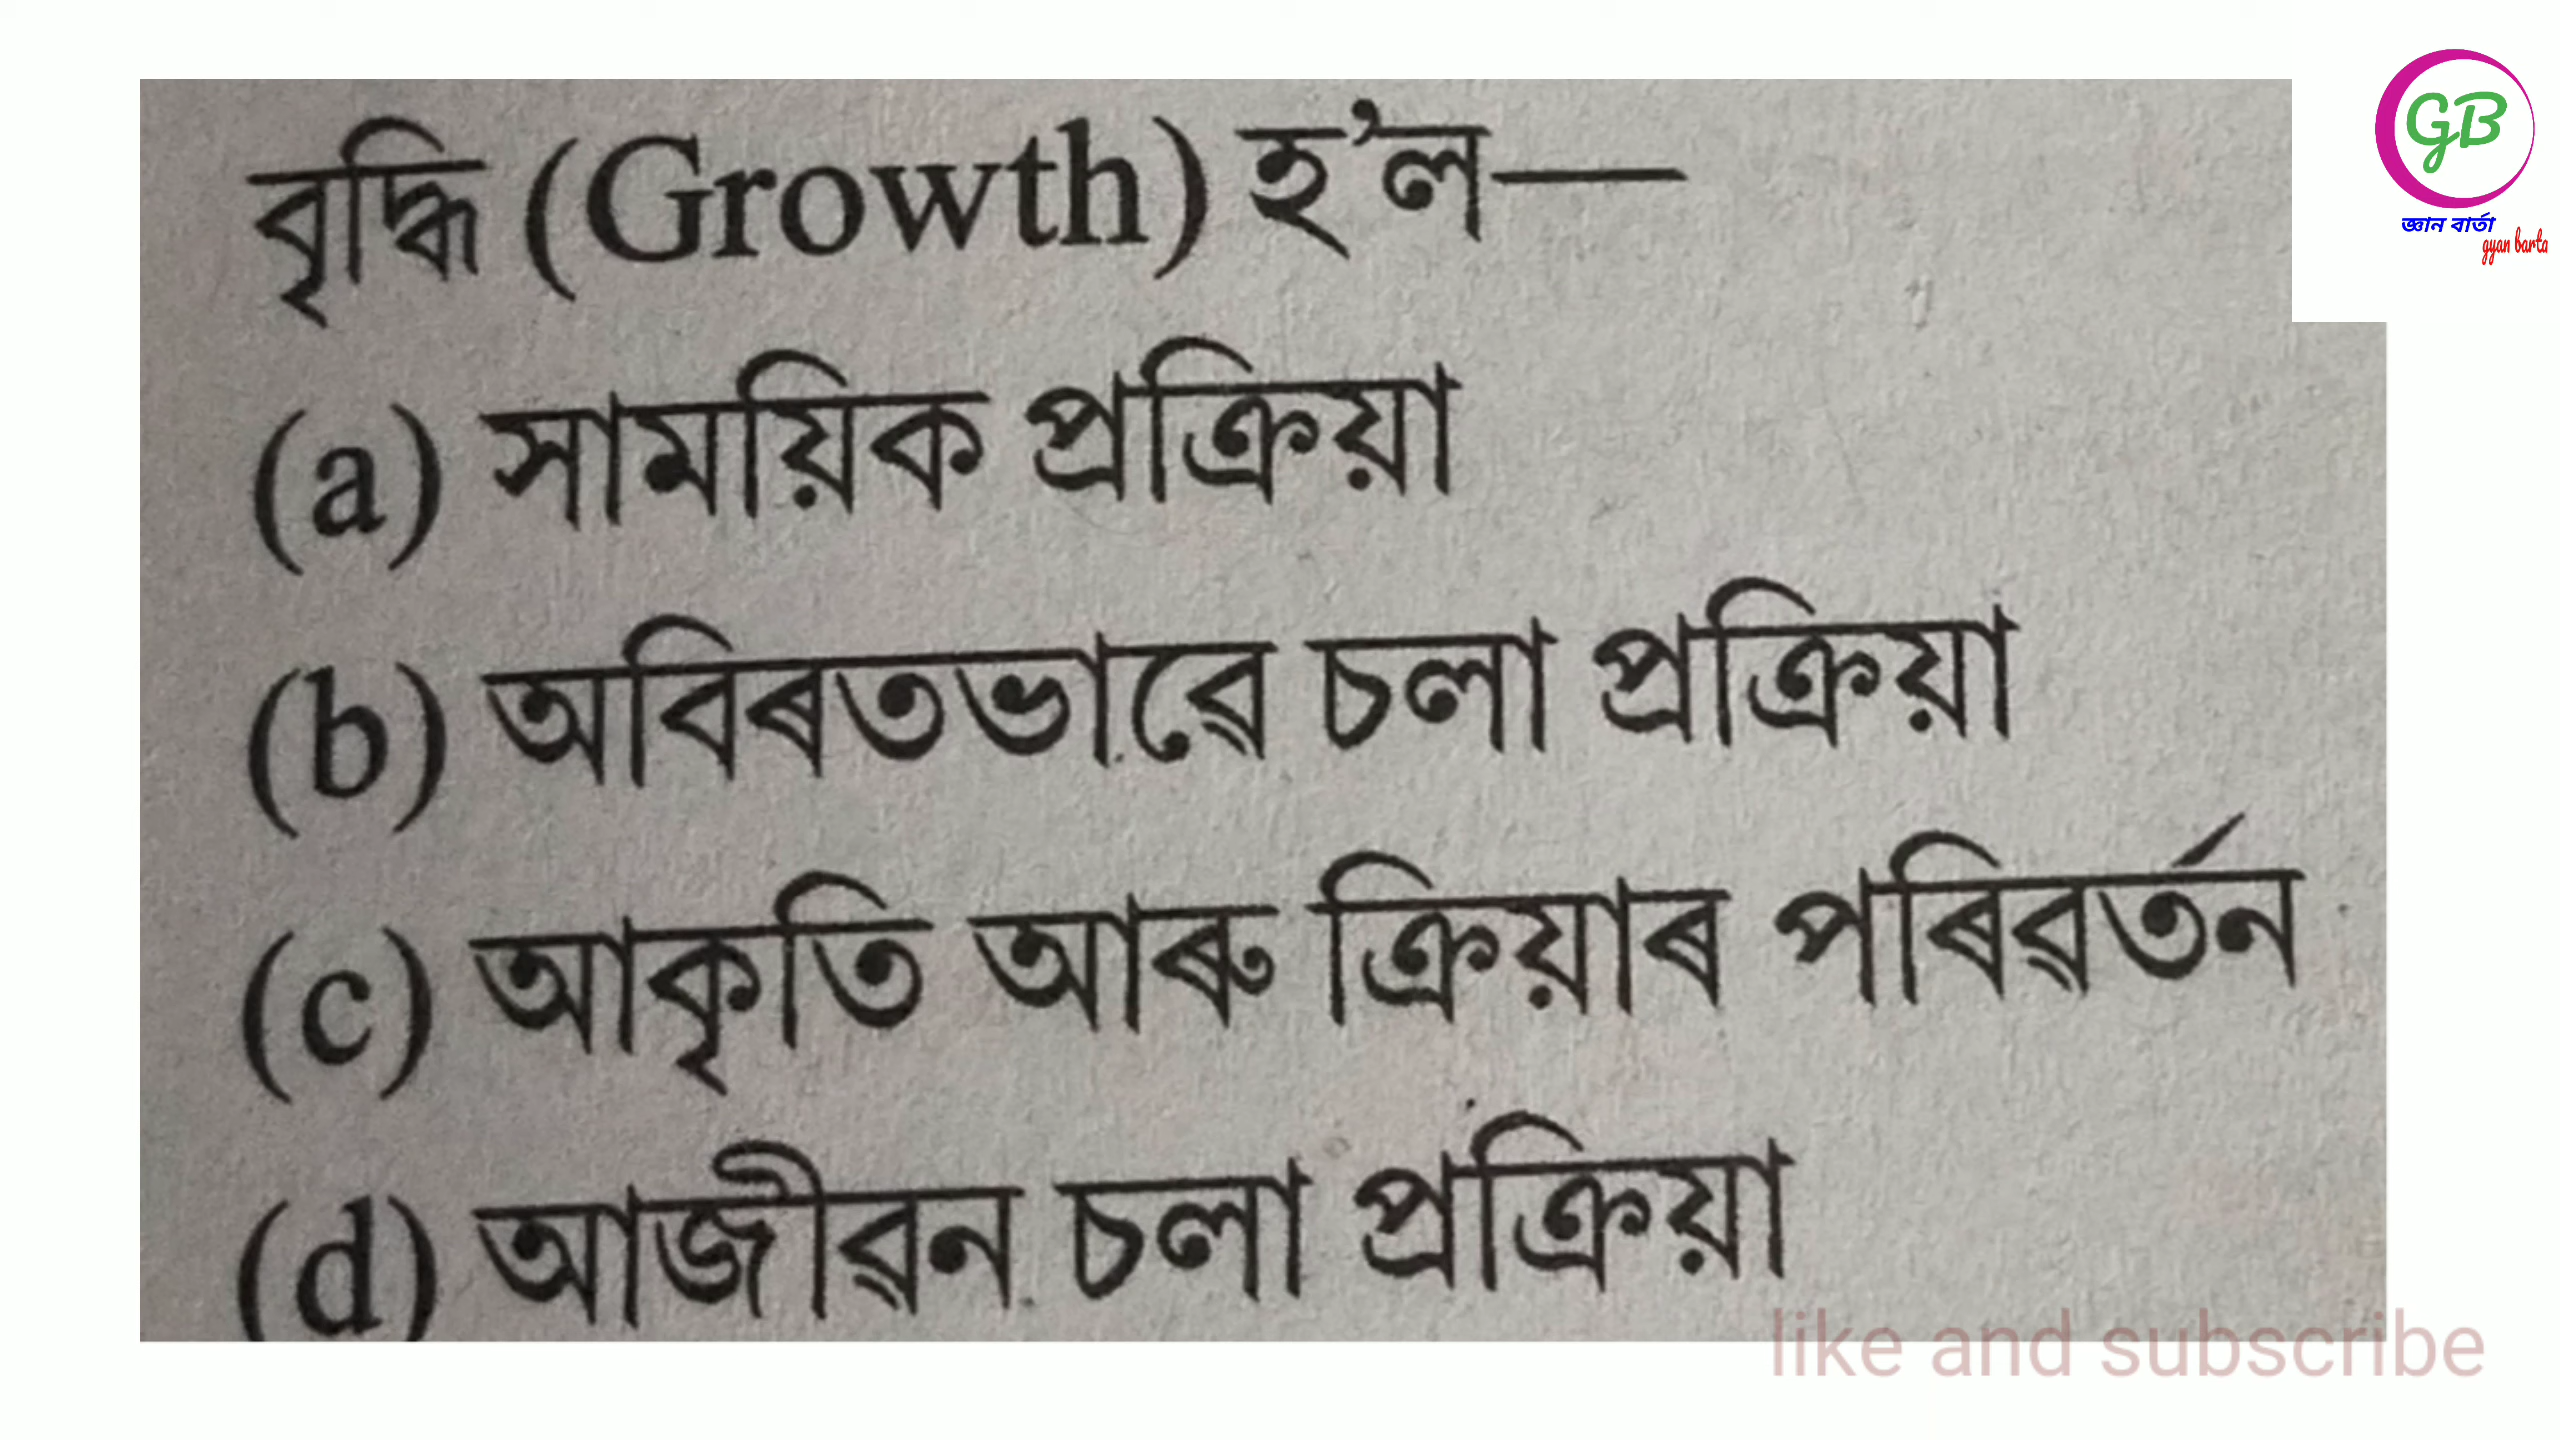 বৃদ্ধি (Growth) হ'ল—
(a) সাময়িক প্ৰক্ৰিয়া
(b) অবিৰতভাৱে চলা প্ৰক্ৰিয়া
(c) আকৃতি আৰু ক্ৰিয়াৰ পৰিৱৰ্তন
(d) আজীৱন চলা প্ৰক্ৰিয়া
GB
জ্ঞান বাৰ্তা
gyan barta
like and subscribe